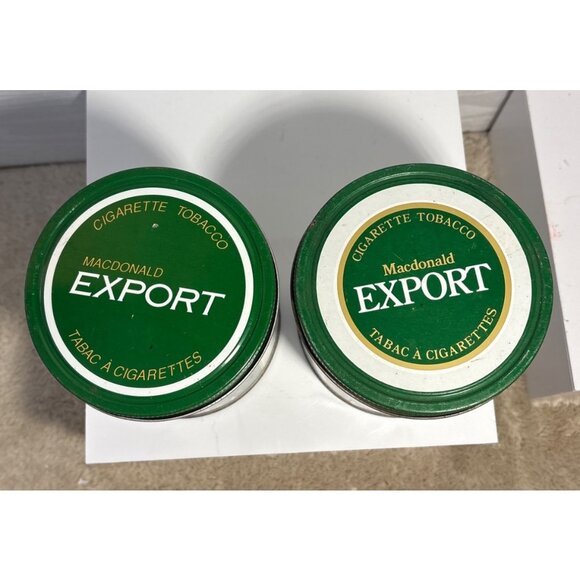 CIGARETTE TOBACCO
MACDONALD
EXPORT
TABAC À CIGARETTES
CIGARETTE TOBACCO
Macdonald
EXPORT
TABAC À CIGARETTES